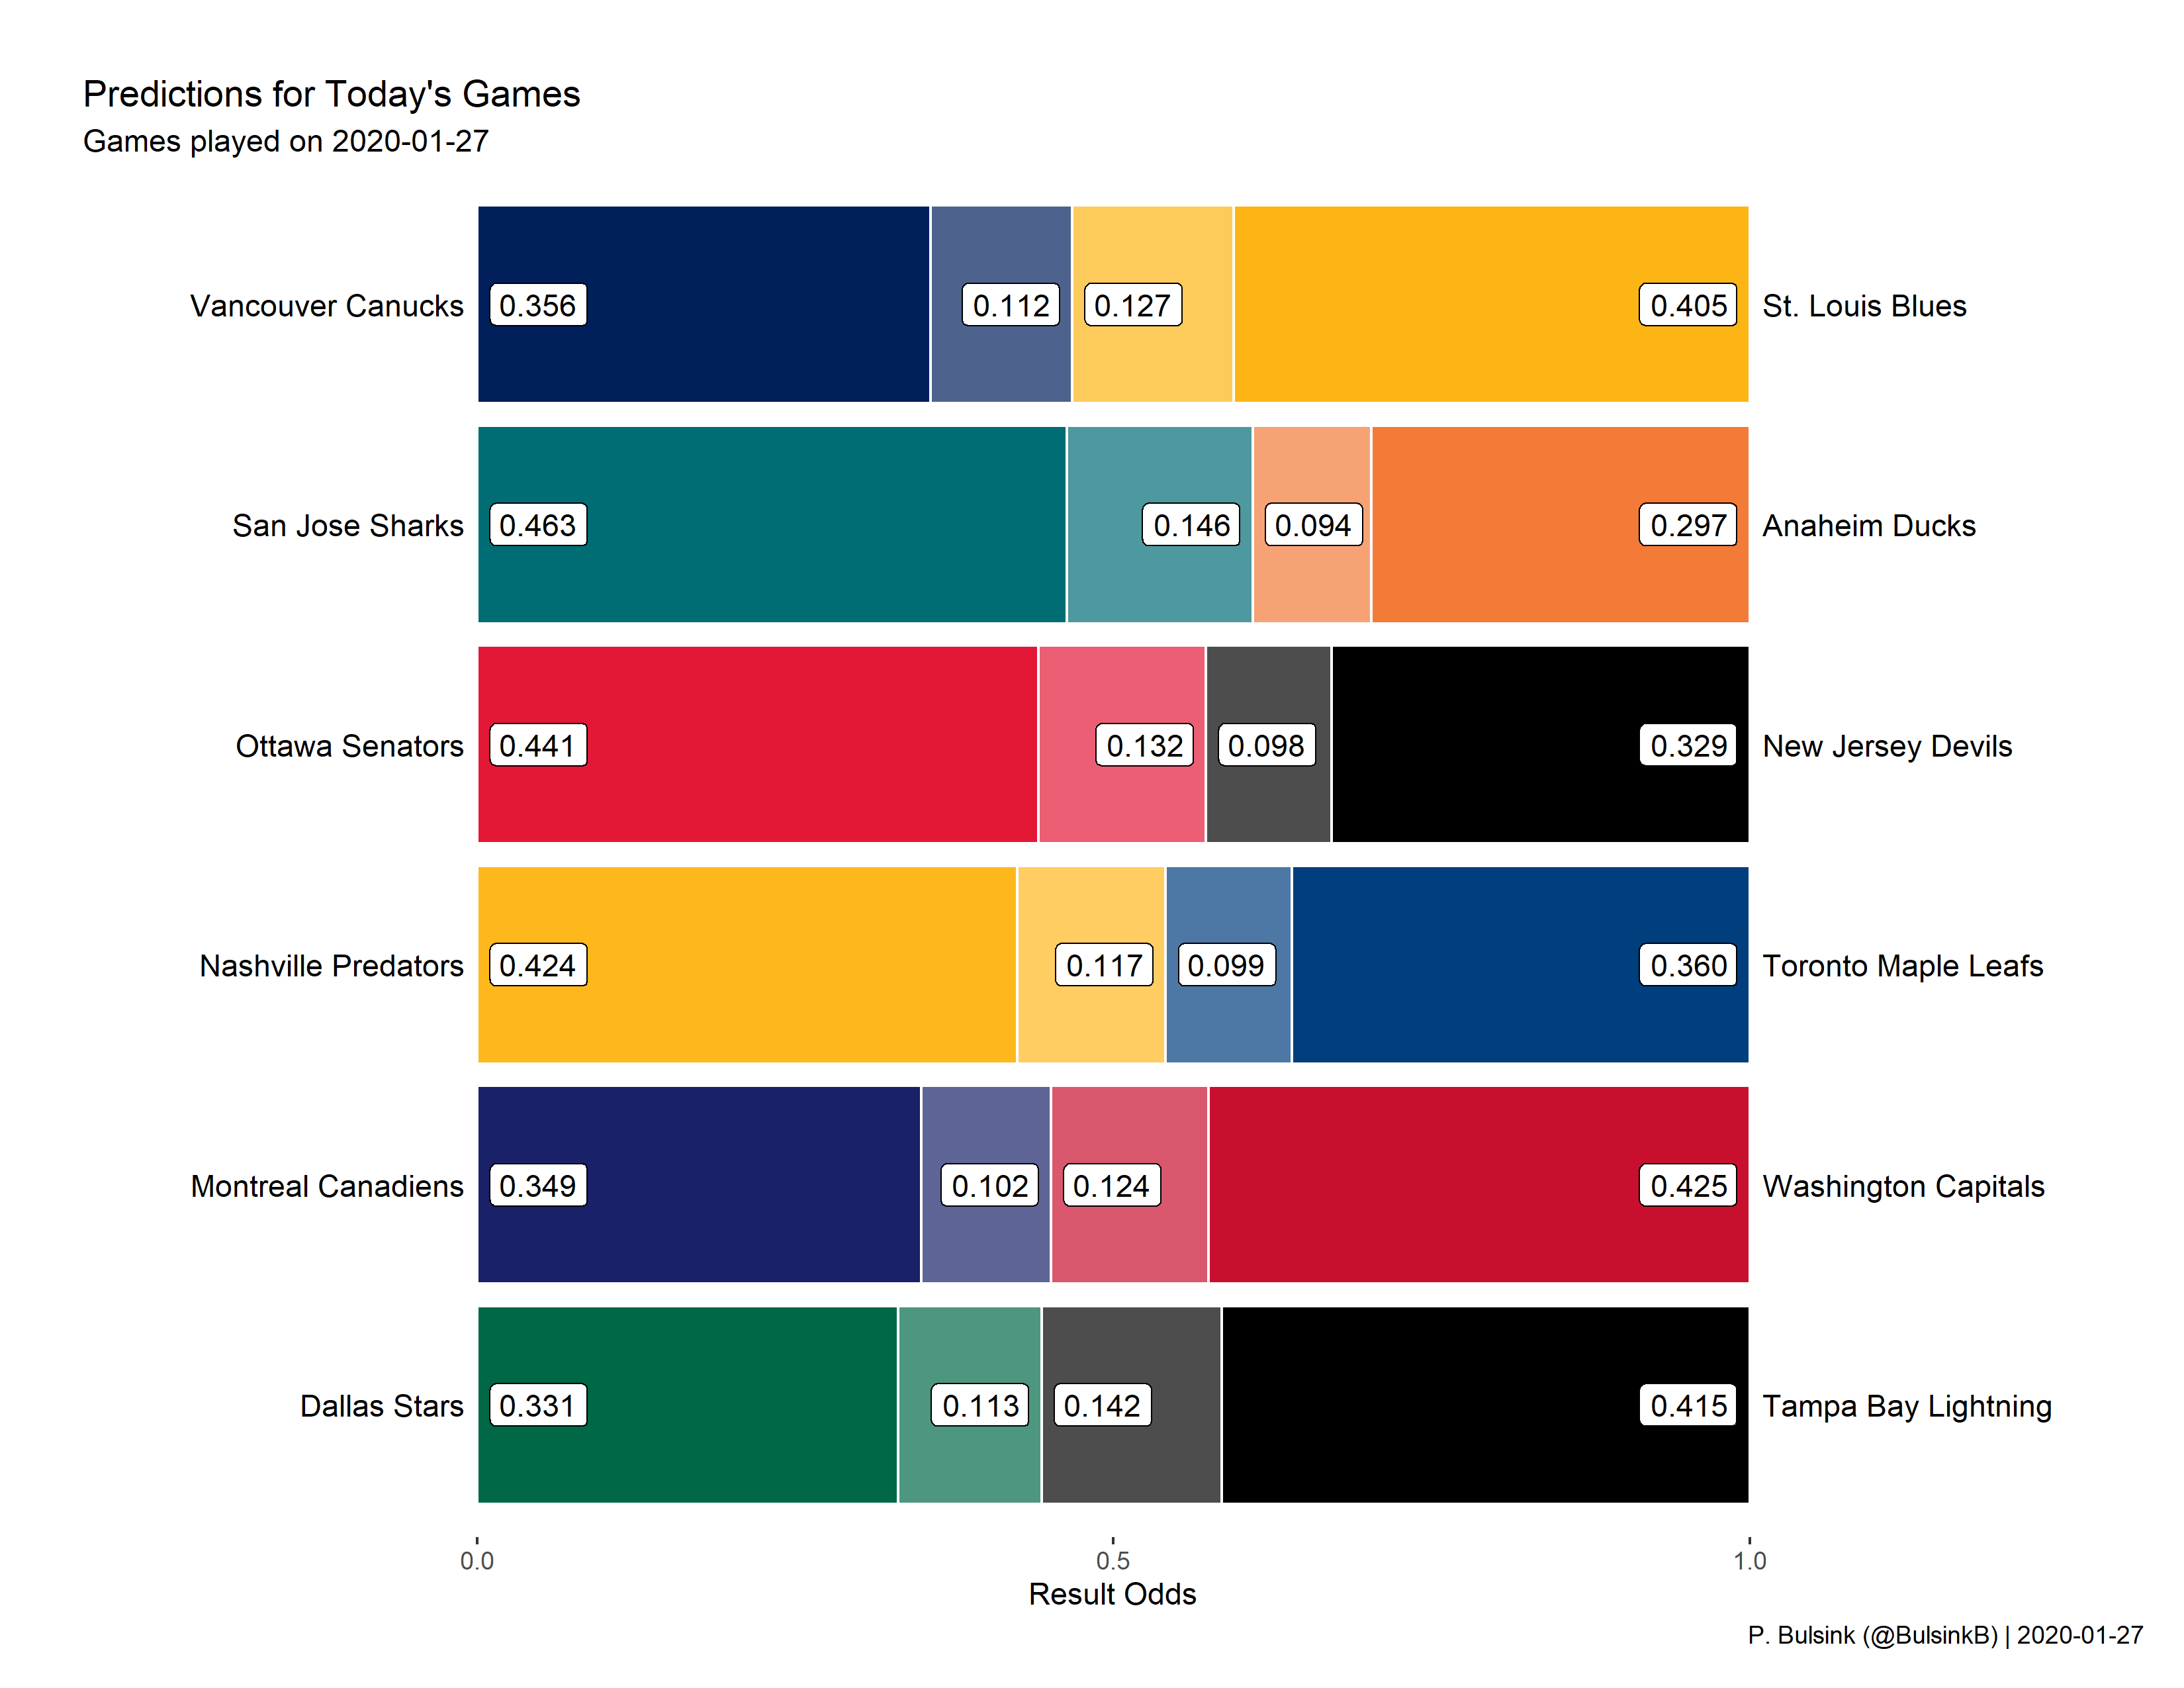 Predictions for Today's Games
Games played on 2020-01-27
Vancouver Canucks 0.356 0.112 0.127 0.405 St. Louis Blues
San Jose Sharks 0.463 0.146 0.094 0.297 Anaheim Ducks
Ottawa Senators 0.441 0.132 0.098 0.329 New Jersey Devils
Nashville Predators 0.424 0.117 0.099 0.360 Toronto Maple Leafs
Montreal Canadiens 0.349 0.102 0.124 0.425 Washington Capitals
Dallas Stars 0.331 0.113 0.142 0.415 Tampa Bay Lightning
0.0 0.5 1.0
Result Odds
P. Bulsink (@BulsinkB) | 2020-01-27